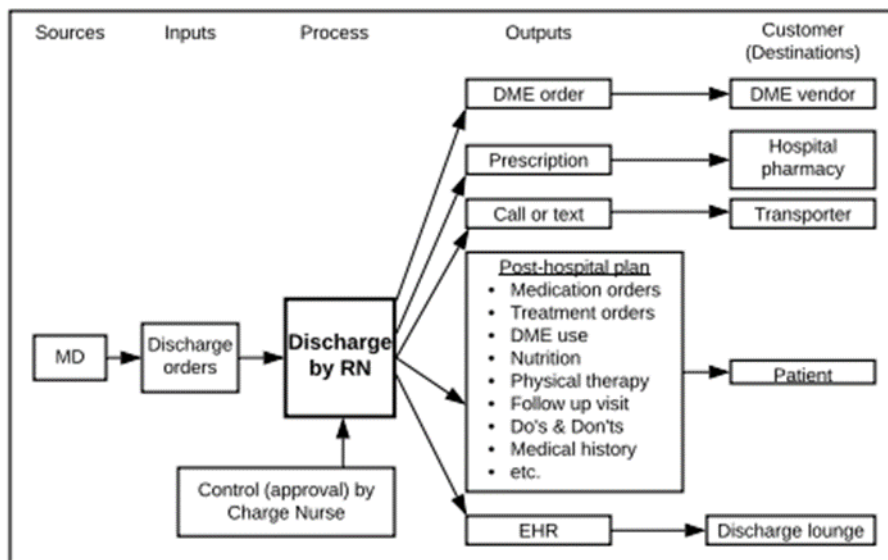 Sources
Inputs
Process
Outputs
Customer
(Destinations)
DME order
DME vendor
Prescription
Hospital
pharmacy
Call or text
Transporter
Post-hospital plan
• Medication orders
• Treatment orders
• DME use
• Nutrition
• Physical therapy
• Follow up visit
• Do's & Don'ts
• Medical history
• etc.
MD
Discharge
orders
Discharge
by RN
Patient
Control (approval) by
Charge Nurse
EHR
Discharge lounge